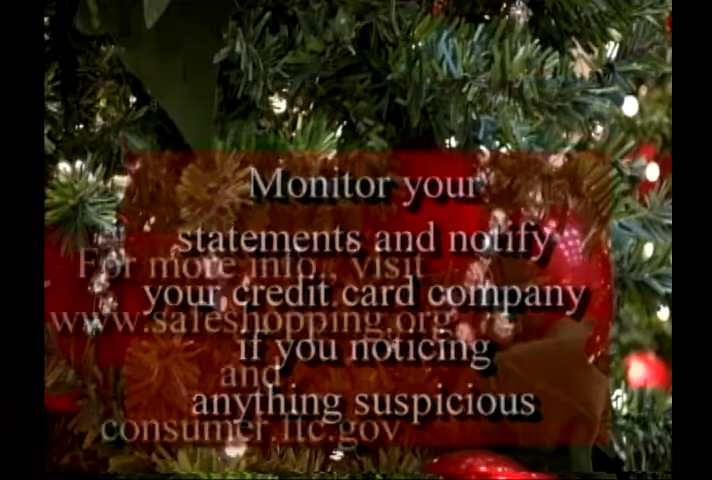 Monitor your
statements and notify
your credit card company
if you noticing
anything suspicious
For more info., visit
www.saleshopping.org
and
consumer.ftc.gov